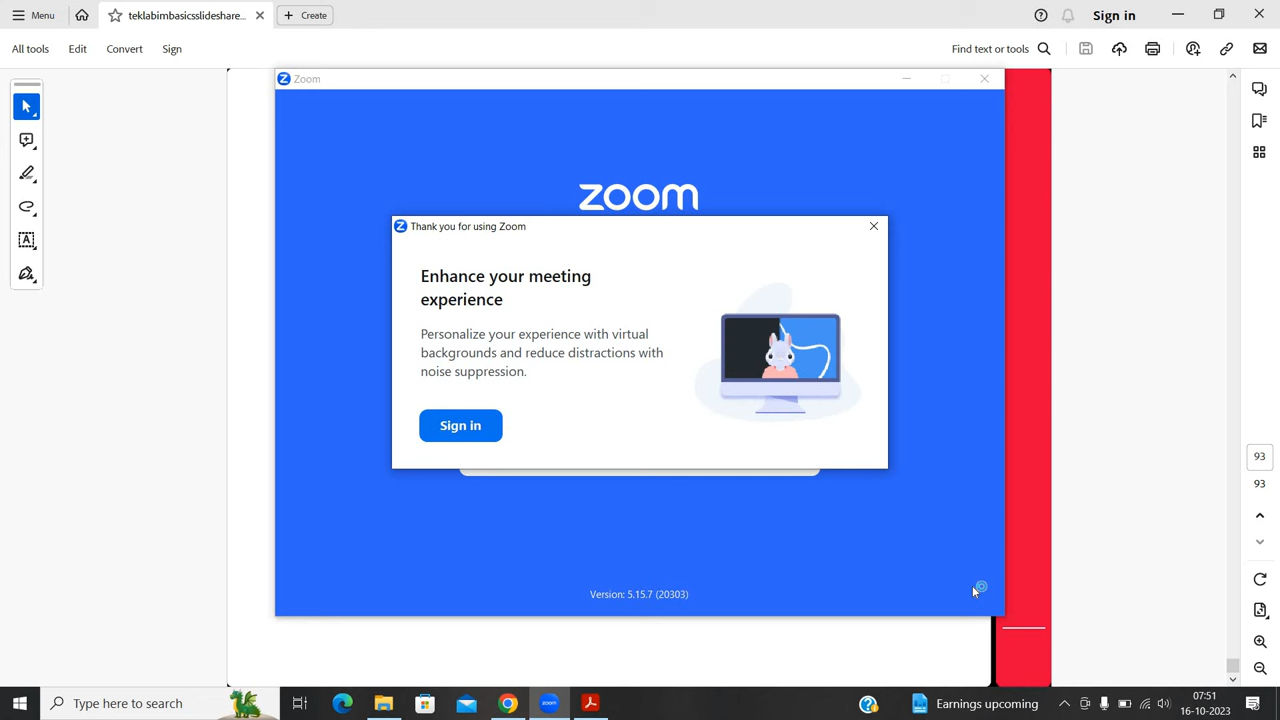 Menu
teklabimbasicsslideshare...
Create
Sign in
All tools
Edit
Convert
Sign
Find text or tools
Zoom
zoom
Thank you for using Zoom
Enhance your meeting
experience
Personalize your experience with virtual
backgrounds and reduce distractions with
noise suppression.
Sign in
Version: 5.15.7 (20303)
93
93
Type here to search
zoom
Earnings upcoming
07:51
16-10-2023